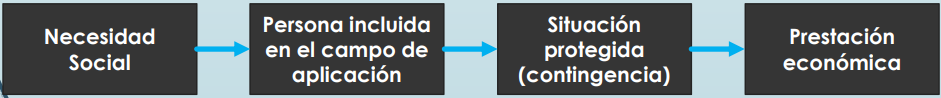 Necesidad
Social
Persona incluida
en el campo de
aplicación
Situación
protegida
(contingencia)
Prestación
económica